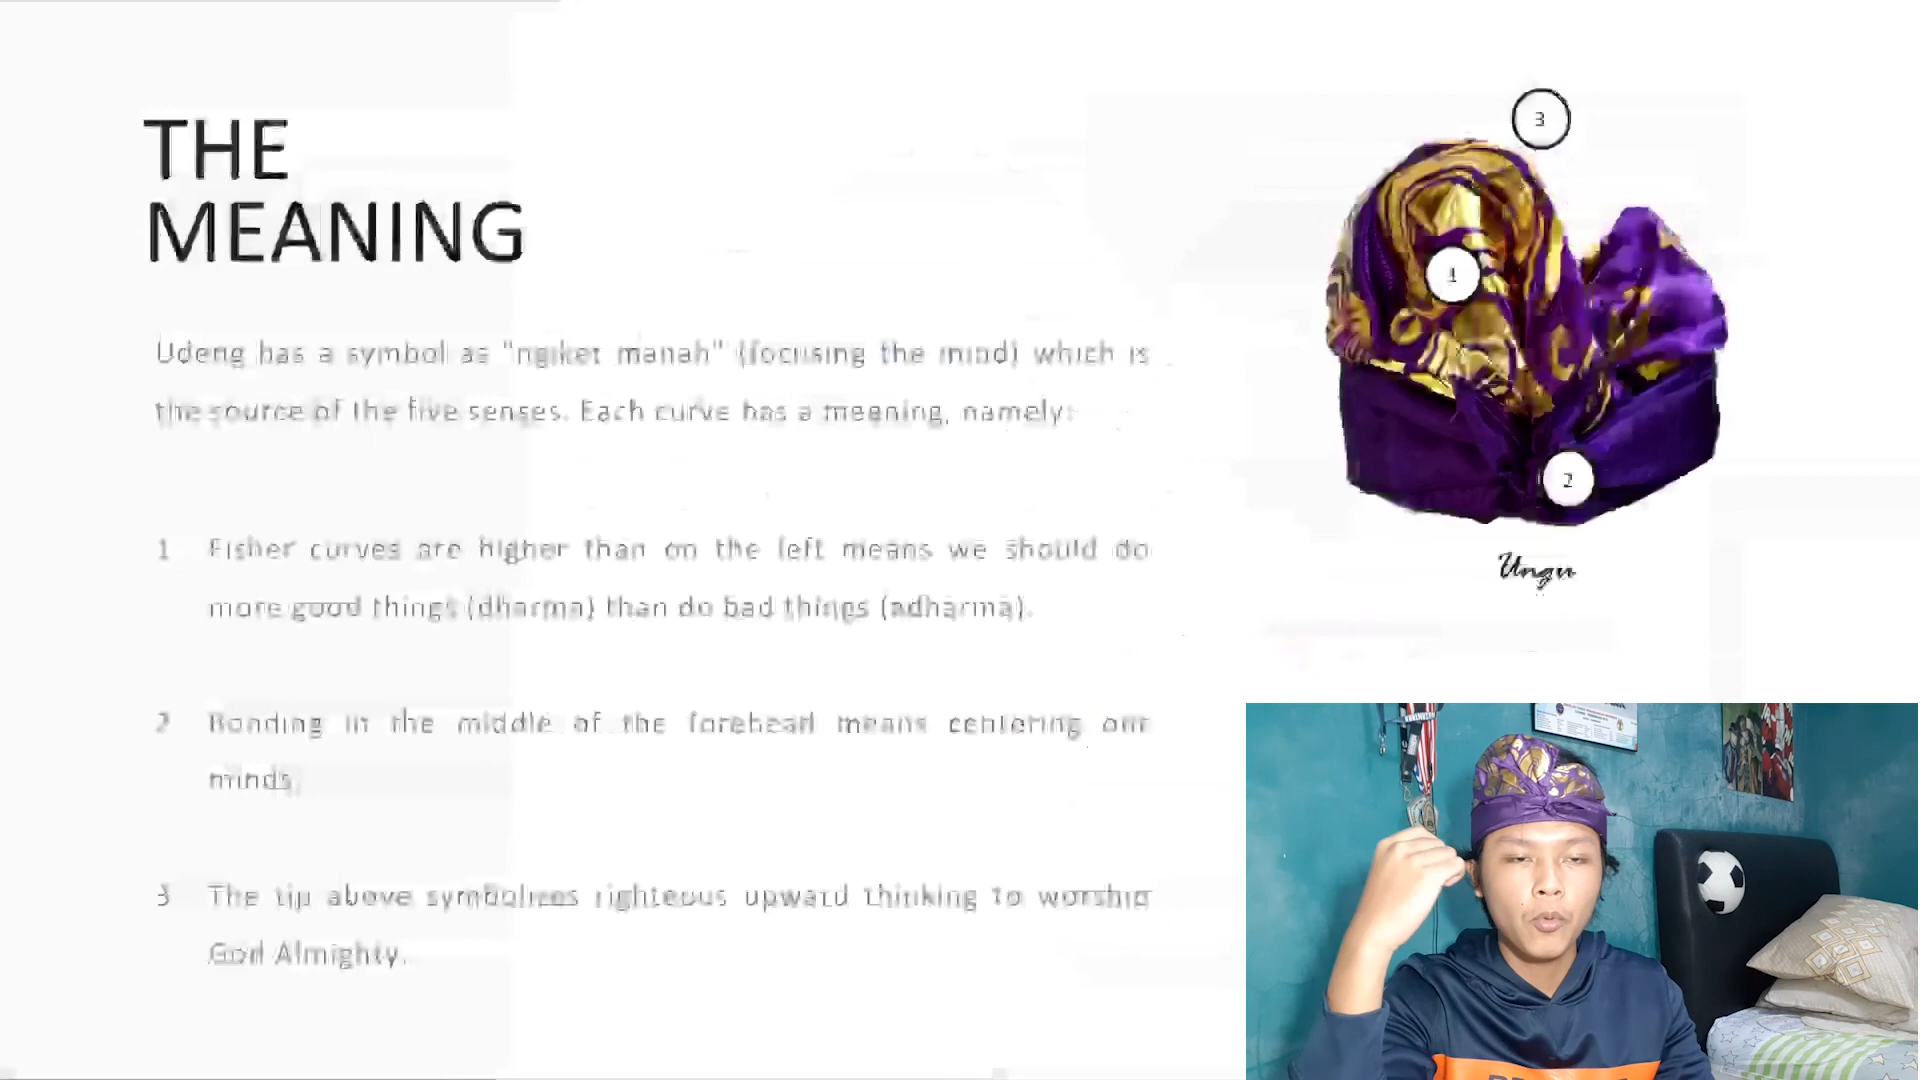 THE
MEANING
Udeng has a symbol as "ngiket manah" (focusing the mind) which is
the source of the five senses. Each curve has a meaning, namely:
1 Fisher curves are higher than on the left means we should do
more good things (dharma) than do bad things (adharma).
2 Bonding in the middle of the forehead means centering our
minds.
3 The tip above symbolizes righteous upward thinking to worship
God Almighty.
3
1
2
Ungu